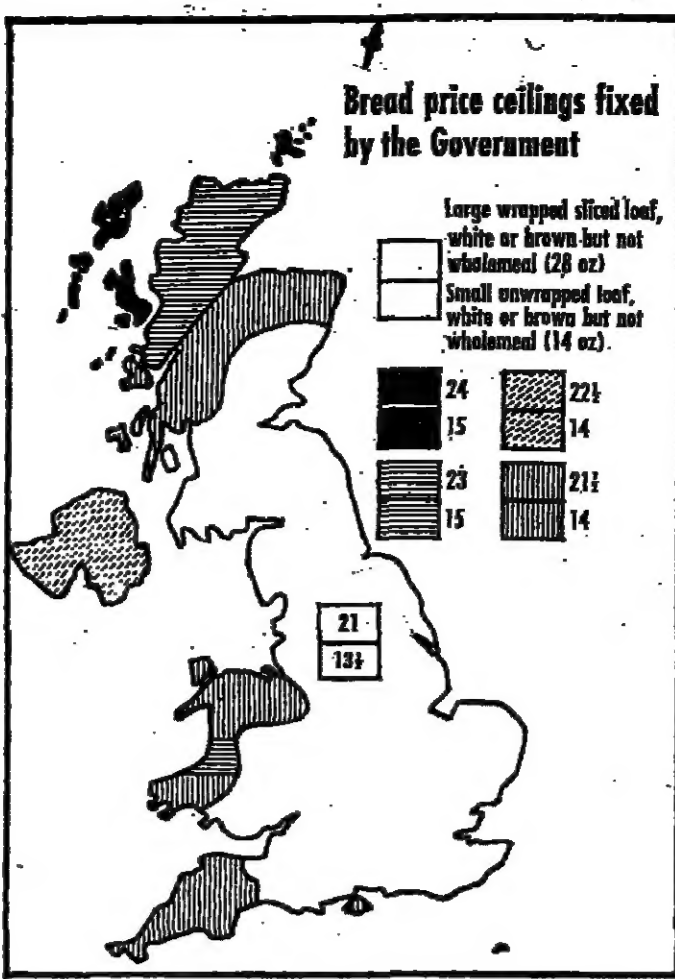 Bread price ceilings fixed
by the Government
Large wrapped sliced loaf,
white or brown but not
wholemeal (28 oz)
Small unwrapped loaf,
white or brown but not
wholemeal (14 oz).
24
15
22½
14
23
15
21½
14
21
13½